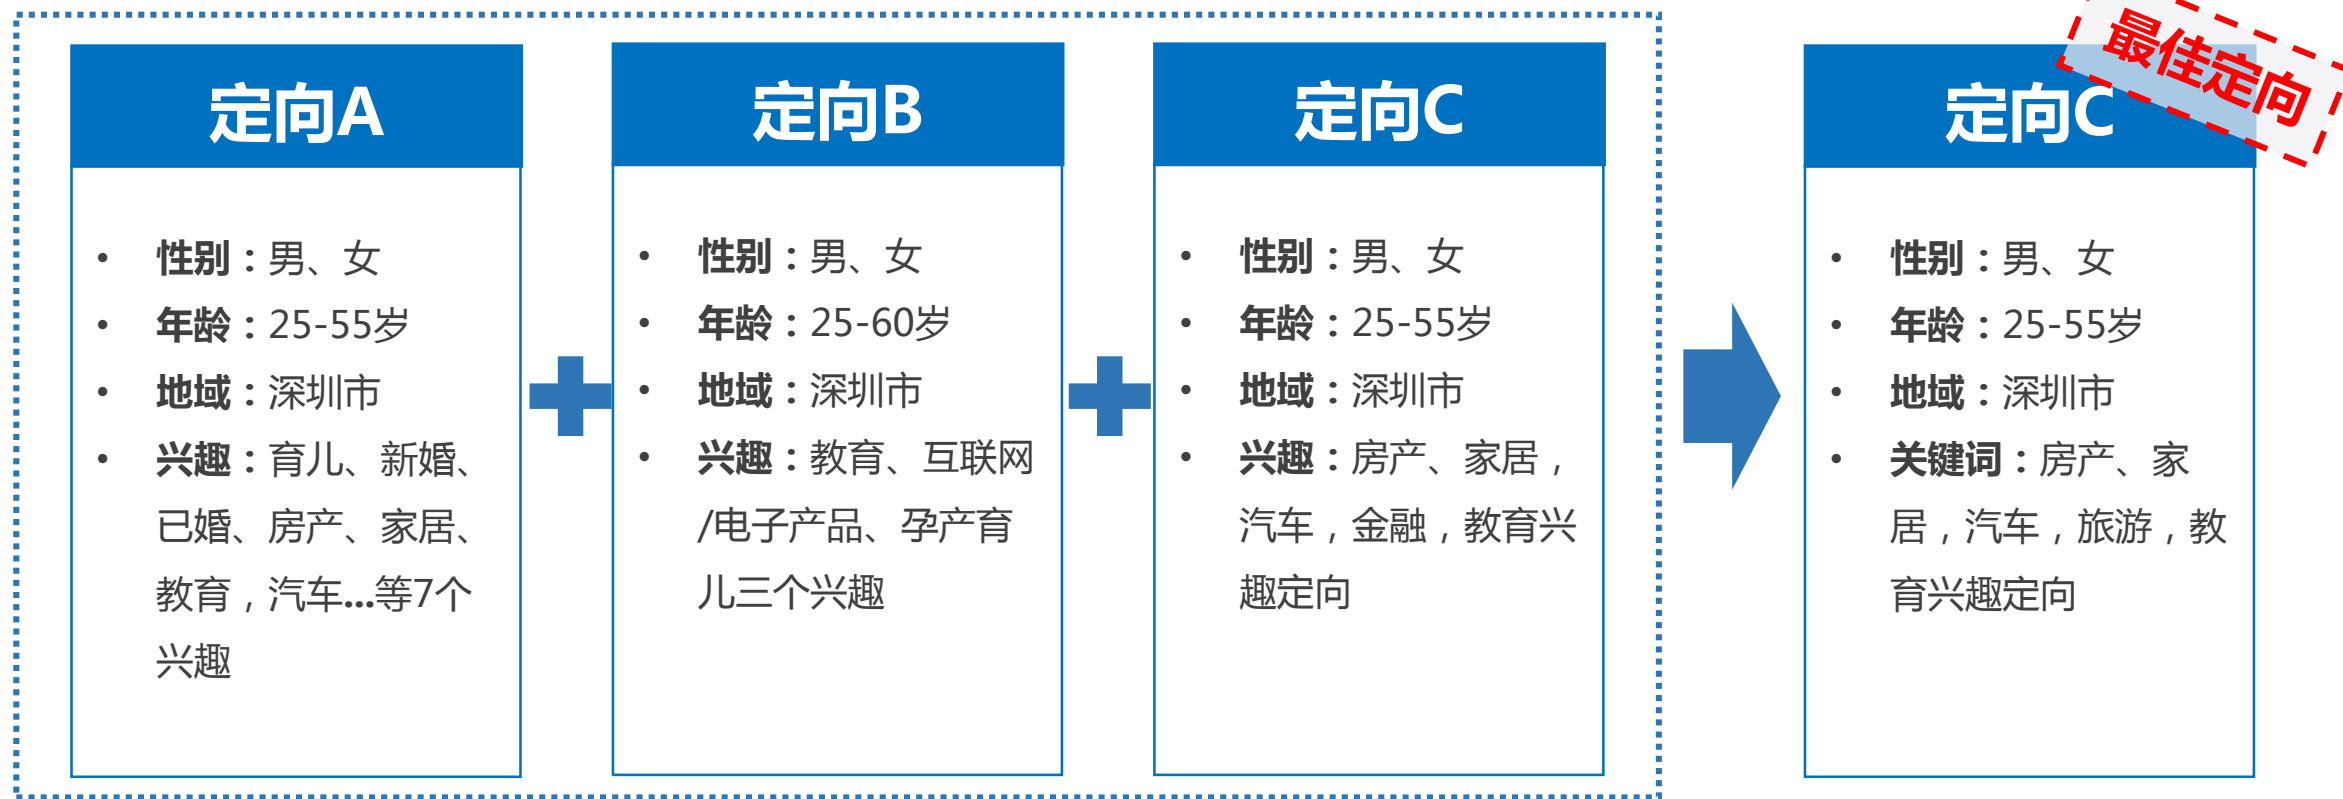 定向A
• 性别：男、女
• 年龄：25-55岁
• 地域：深圳市
• 兴趣：育儿、新婚、
已婚、房产、家居、
教育，汽车...等7个
兴趣
定向B
• 性别：男、女
• 年龄：25-60岁
• 地域：深圳市
• 兴趣：教育、互联网
/电子产品、孕产育
儿三个兴趣
定向C
• 性别：男、女
• 年龄：25-55岁
• 地域：深圳市
• 兴趣：房产、家居，
汽车，金融，教育兴
趣定向
定向C
最佳定向
• 性别：男、女
• 年龄：25-55岁
• 地域：深圳市
• 关键词：房产、家
居，汽车，旅游，教
育兴趣定向